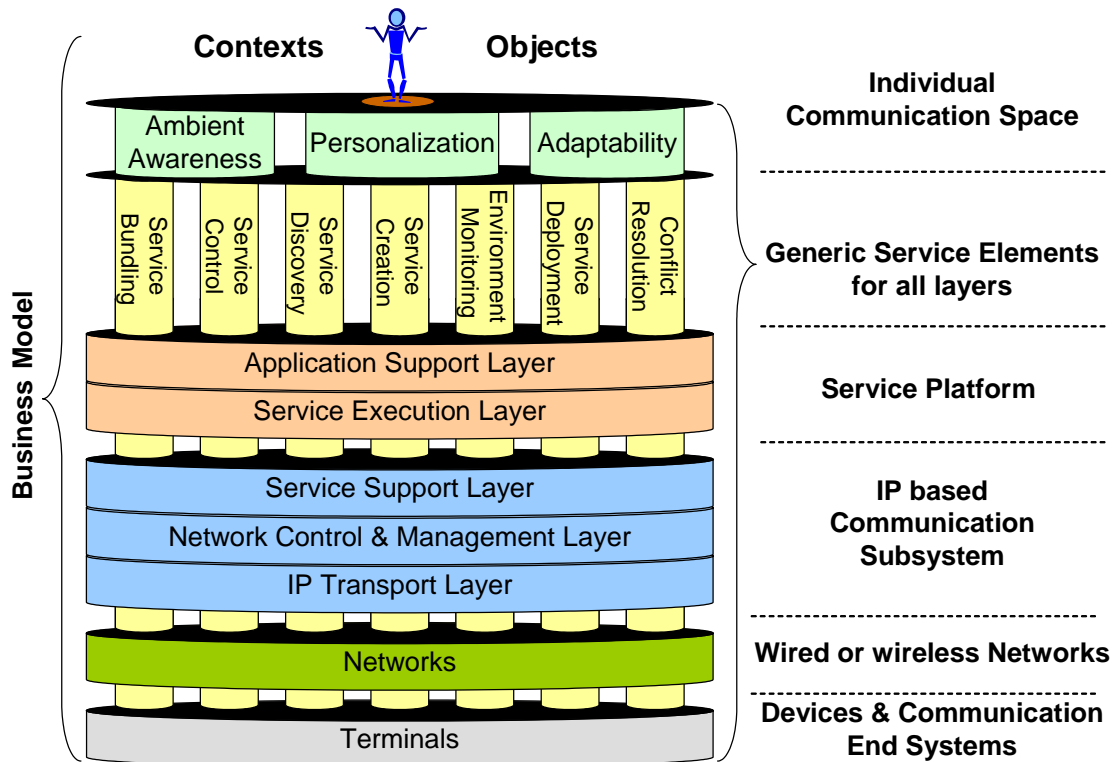 Contexts
Objects
Ambient
Awareness
Personalization
Adaptability
Service
Bundling
Service
Control
Service
Discovery
Service
Creation
Environment
Monitoring
Service
Deployment
Conflict
Resolution
Application Support Layer
Service Execution Layer
Service Support Layer
Network Control & Management Layer
IP Transport Layer
Networks
Terminals
Business Model
Individual
Communication Space
Generic Service Elements
for all layers
Service Platform
IP based
Communication
Subsystem
Wired or wireless Networks
Devices & Communication
End Systems